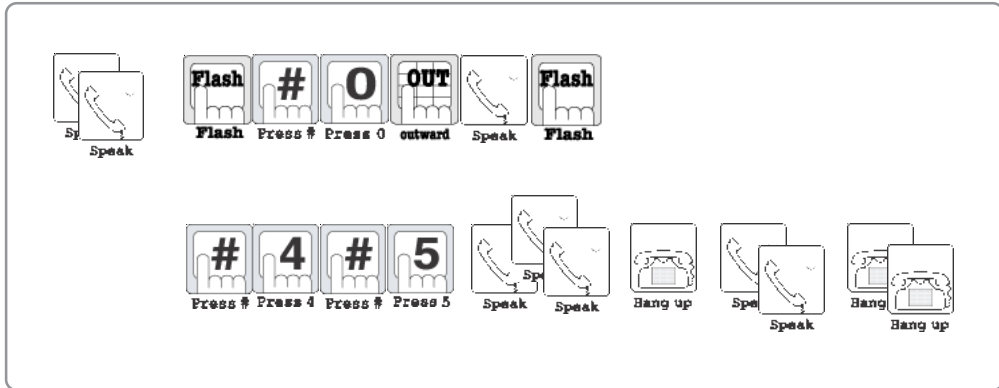 Speak
Speak
Flash # 0 OUT Flash
Flash Press # Press 0 outward Speak Flash
# 4 # 5
Press # Press 4 Press # Press 5 Speak Speak Hang up Speak Hang up